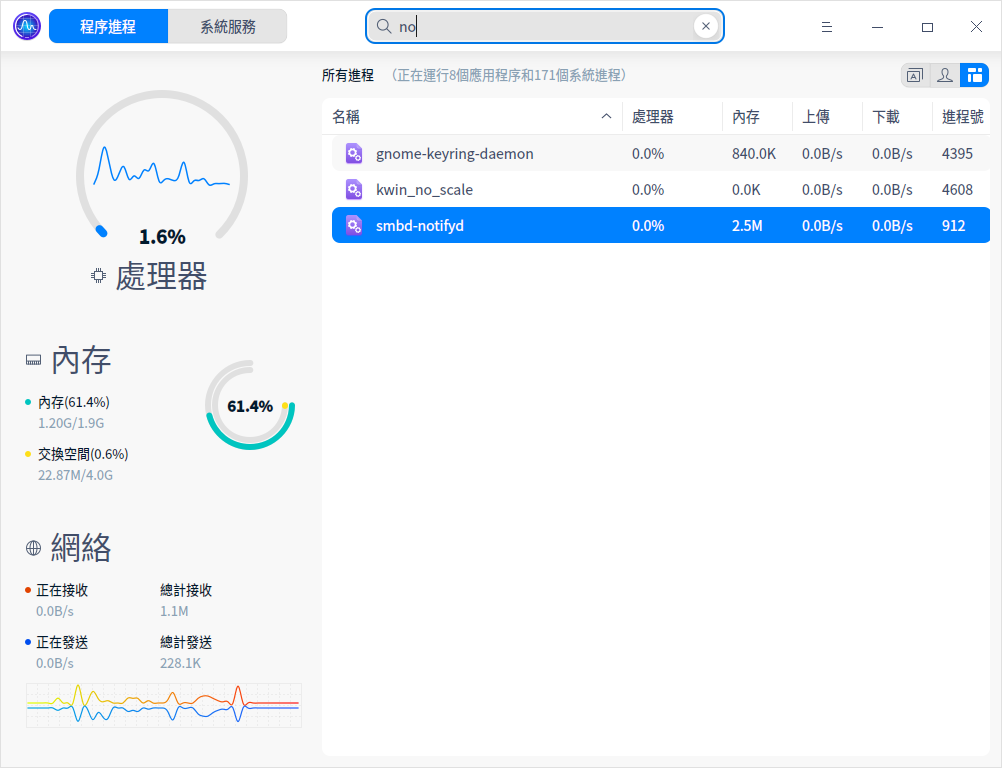 程序進程 系統服務 no
所有進程 （正在運行8個應用程序和171個系統進程）
名稱 處理器 內存 上傳 下載 進程號
gnome-keyring-daemon 0.0% 840.0K 0.0B/s 0.0B/s 4395
kwin_no_scale 0.0% 0.0K 0.0B/s 0.0B/s 4608
smbd-notifyd 0.0% 2.5M 0.0B/s 0.0B/s 912
1.6%
處理器
內存
內存(61.4%)
1.20G/1.9G
61.4%
交換空間(0.6%)
22.87M/4.0G
網絡
正在接收 總計接收
0.0B/s 1.1M
正在發送 總計發送
0.0B/s 228.1K